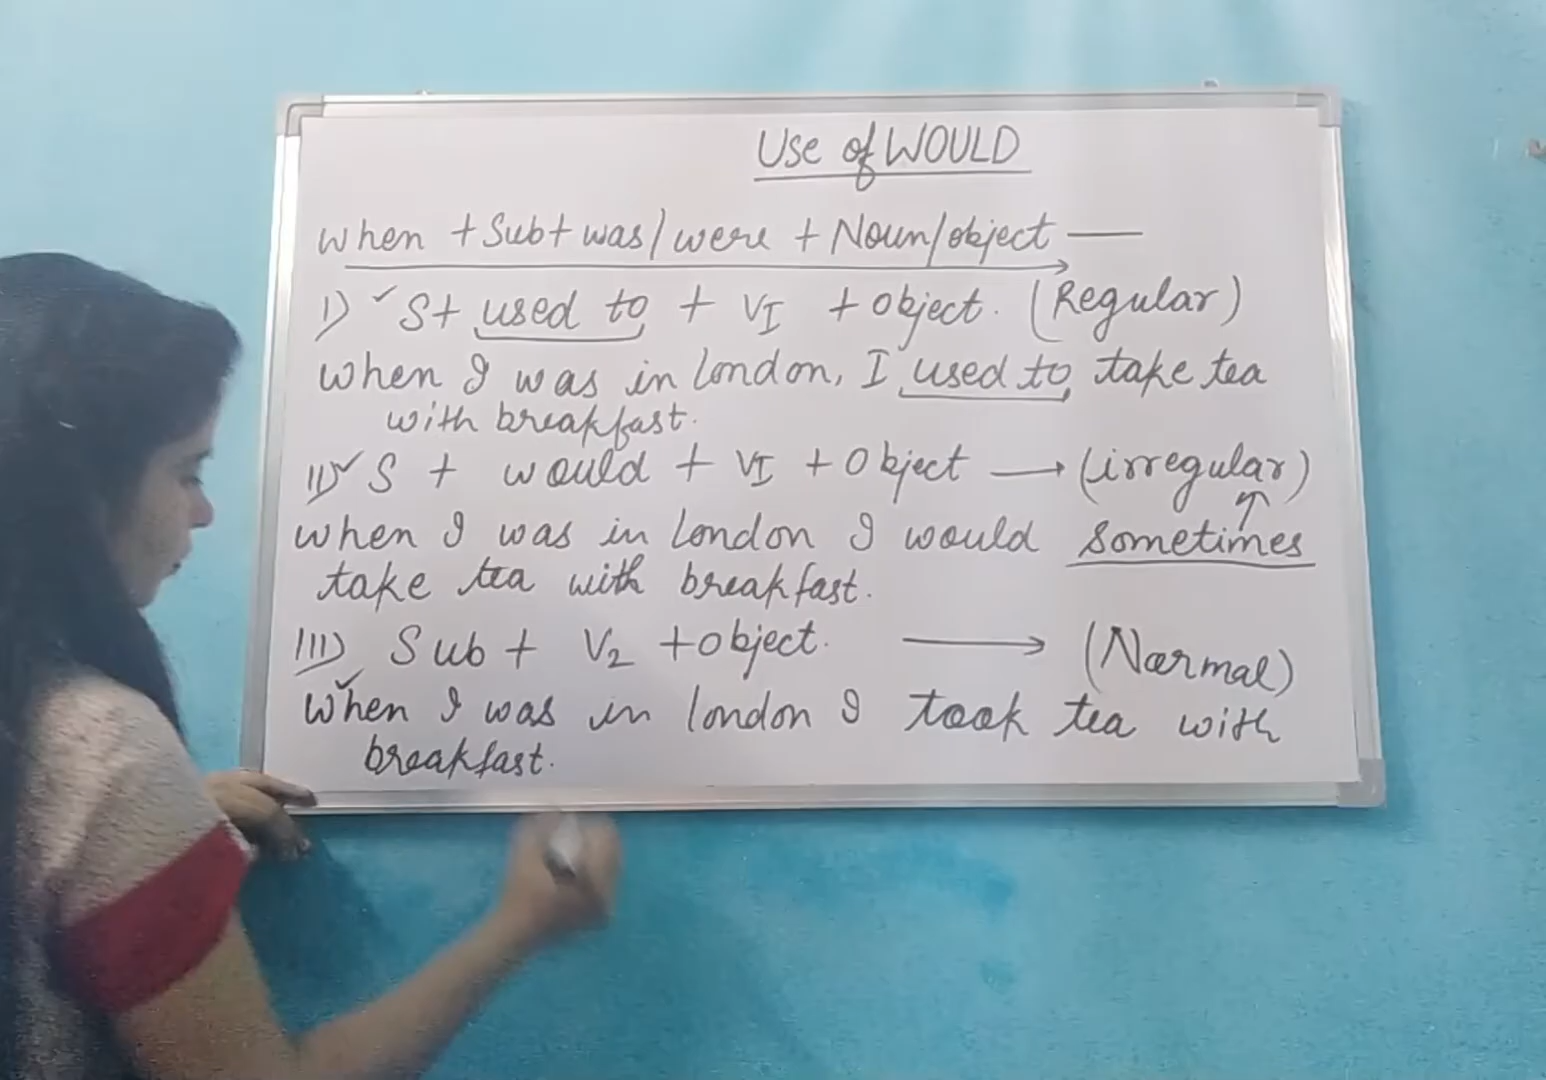 Use of WOULD
when + Sub + was/were + Noun/object —
I) ✓ S + used to + VI + object. (Regular)
when I was in london, I used to take tea
with breakfast.
II) ✓ S + would + VI + object → (irregular)
when I was in london I would sometimes
take tea with breakfast.
III) Sub + V2 + object. → (Normal)
when I was in london I took tea with
breakfast.